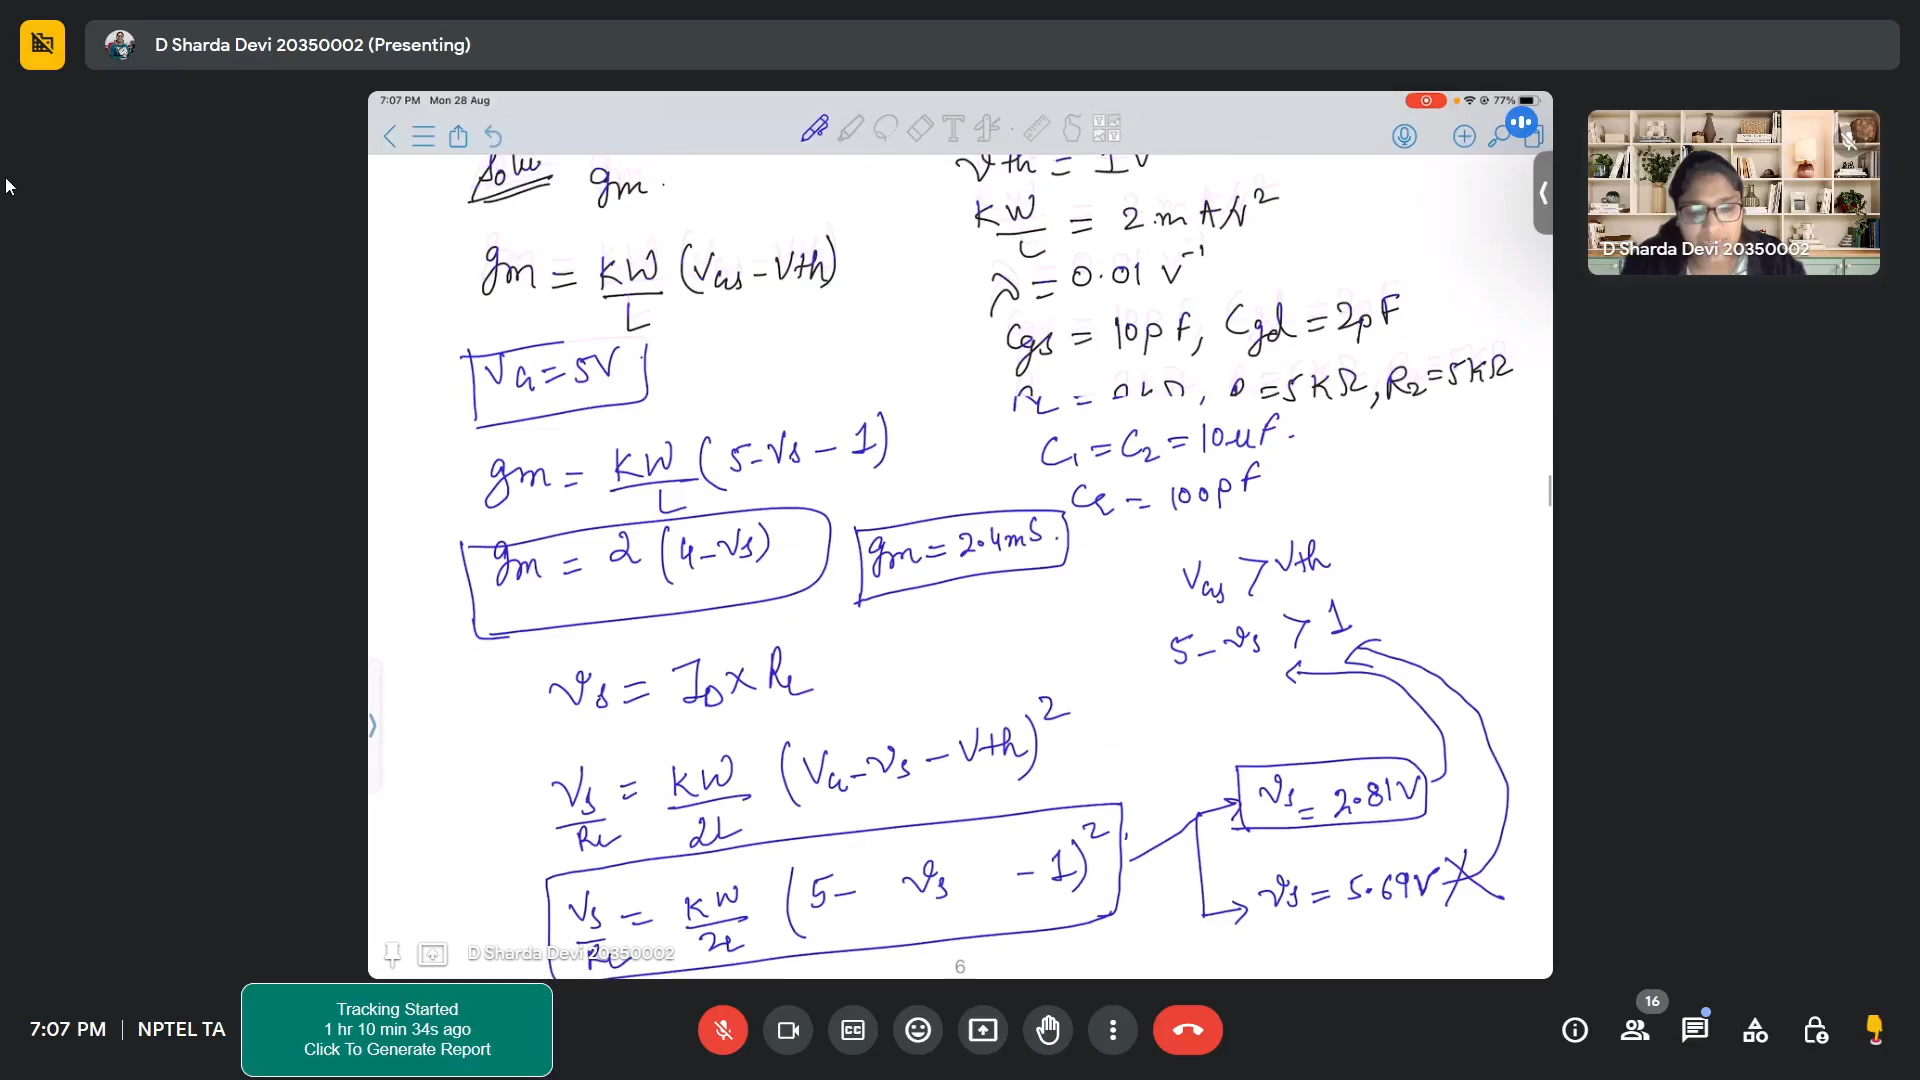 D Sharda Devi 20350002 (Presenting)
7:07 PM Mon 28 Aug
77%
Soln gm.
gm = KW/L (VGS - Vth)
VG = 5V
gm = KW/L (5 - Vs - 1)
gm = 2 (4 - Vs)
gm = 2.4mS.
Vs = ID x RL
Vs/RL = KW/2L (VG - Vs - Vth)²
Vs/RL = KW/2L (5 - Vs - 1)²
Vth = 1V
KW/L = 2 mA/V²
λ = 0.01 V⁻¹
Cgs = 10pF, Cgd = 2pF
= 5KΩ, R2 = 5KΩ
C1 = C2 = 10uF.
CL = 100pF
VGS > Vth
5 - Vs > 1
Vs = 2.81V
Vs = 5.69V X
D Sharda Devi 20350002
6
D Sharda Devi 20350002
7:07 PM | NPTEL TA
Tracking Started
1 hr 10 min 34s ago
Click To Generate Report
CC
16